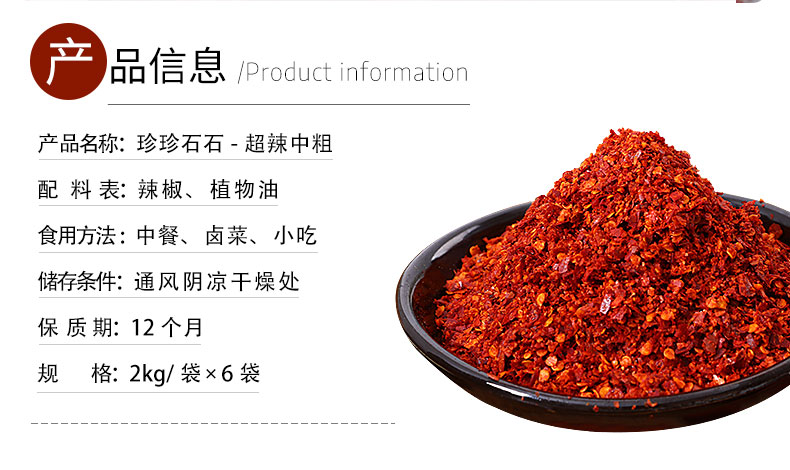 产品信息 /Product information
产品名称: 珍珍石石 - 超辣中粗
配 料 表: 辣椒、植物油
食用方法: 中餐、卤菜、小吃
储存条件: 通风阴凉干燥处
保 质 期: 12 个月
规 格: 2kg/ 袋 × 6 袋